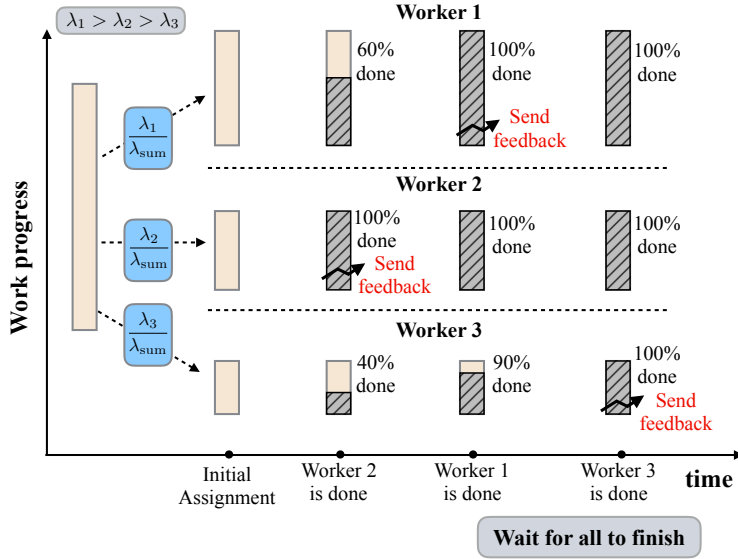 λ1 > λ2 > λ3
Worker 1
60%
done
100%
done
100%
done
λ1
λsum
Send
feedback
Worker 2
λ2
λsum
100%
done
100%
done
100%
done
Send
feedback
Worker 3
λ3
λsum
40%
done
90%
done
100%
done
Send
feedback
Work progress
Initial
Assignment
Worker 2
is done
Worker 1
is done
Worker 3
is done
time
Wait for all to finish